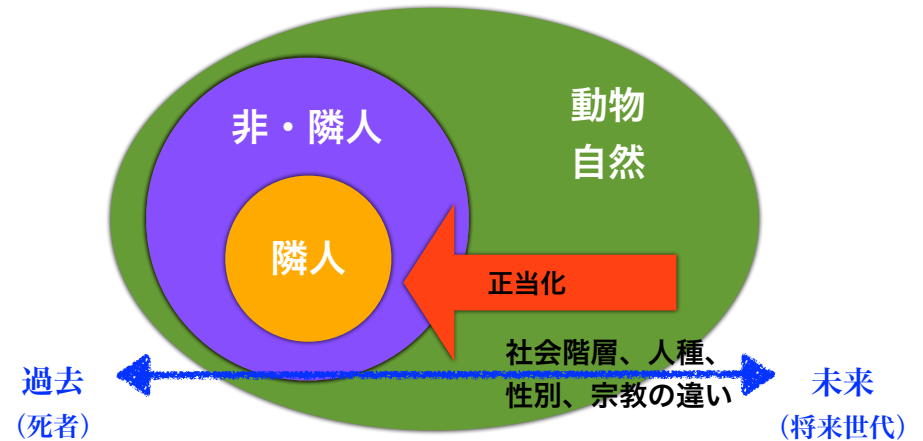 非・隣人
動物
自然
隣人
正当化
社会階層、人種、
性別、宗教の違い
過去
（死者）
未来
（将来世代）